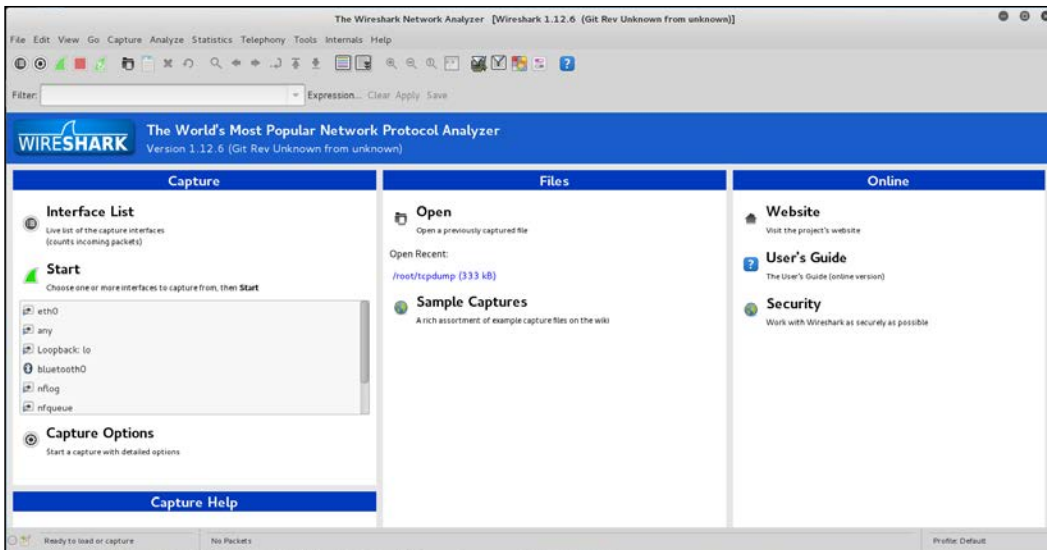 The Wireshark Network Analyzer [Wireshark 1.12.6 (Git Rev Unknown from unknown)]
File Edit View Go Capture Analyze Statistics Telephony Tools Internals Help
Filter: Expression... Clear Apply Save
WIRESHARK
The World's Most Popular Network Protocol Analyzer
Version 1.12.6 (Git Rev Unknown from unknown)
Capture
Interface List
Live list of the capture interfaces
(counts incoming packets)
Start
Choose one or more interfaces to capture from, then Start
eth0
any
Loopback: lo
bluetooth0
nflog
nfqueue
Capture Options
Start a capture with detailed options
Capture Help
Files
Open
Open a previously captured file
Open Recent:
/root/tcpdump (333 kB)
Sample Captures
A rich assortment of example capture files on the wiki
Online
Website
Visit the project's website
User's Guide
The User's Guide (online version)
Security
Work with Wireshark as securely as possible
Ready to load or capture
No Packets
Profile: Default